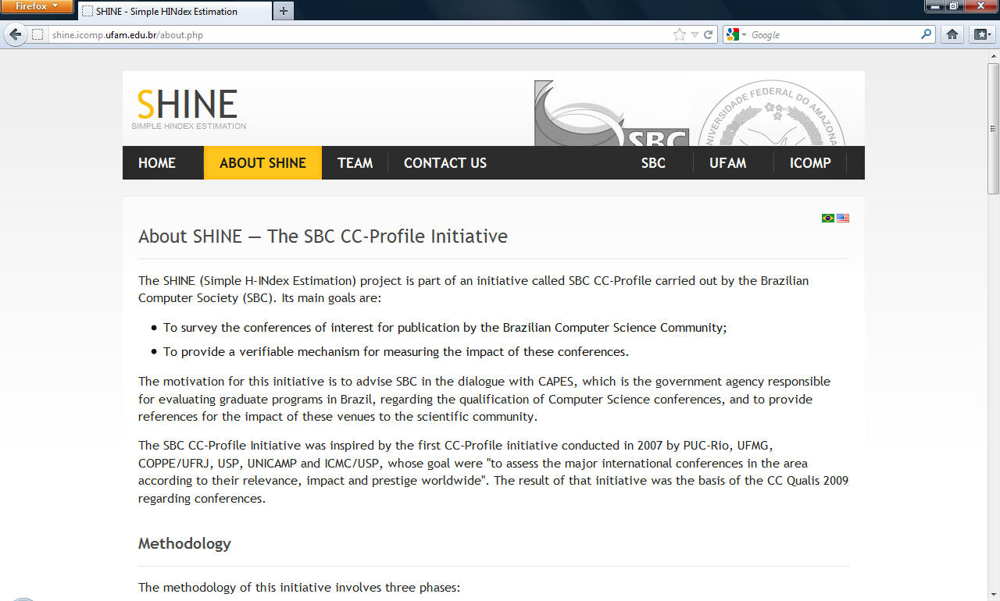 Firefox
SHINE - Simple HINdex Estimation
shine.icomp.ufam.edu.br/about.php
Google
SHINE
SIMPLE HINDEX ESTIMATION
SBC
NIVERSIDADE FEDERAL DO AMAZONA
HOME
ABOUT SHINE
TEAM
CONTACT US
SBC
UFAM
ICOMP
About SHINE — The SBC CC-Profile Initiative
The SHINE (Simple H-INdex Estimation) project is part of an initiative called SBC CC-Profile carried out by the Brazilian
Computer Society (SBC). Its main goals are:
• To survey the conferences of interest for publication by the Brazilian Computer Science Community;
• To provide a verifiable mechanism for measuring the impact of these conferences.
The motivation for this initiative is to advise SBC in the dialogue with CAPES, which is the government agency responsible
for evaluating graduate programs in Brazil, regarding the qualification of Computer Science conferences, and to provide
references for the impact of these venues to the scientific community.
The SBC CC-Profile Initiative was inspired by the first CC-Profile initiative conducted in 2007 by PUC-Rio, UFMG,
COPPE/UFRJ, USP, UNICAMP and ICMC/USP, whose goal were "to assess the major international conferences in the area
according to their relevance, impact and prestige worldwide". The result of that initiative was the basis of the CC Qualis 2009
regarding conferences.
Methodology
The methodology of this initiative involves three phases: